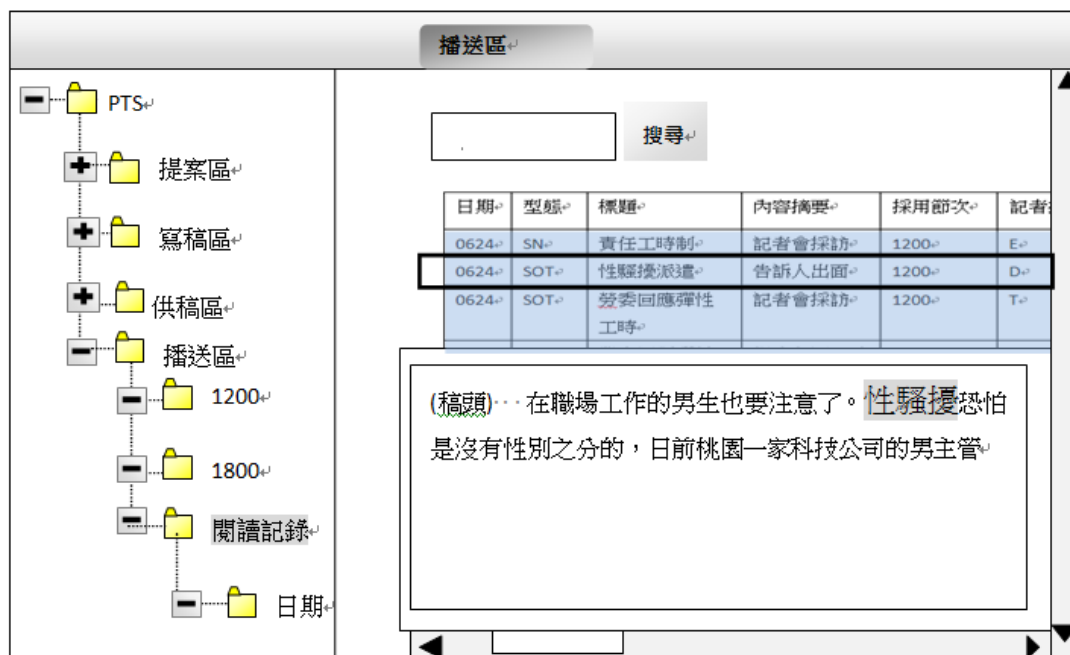 播送區
PTS
提案區
寫稿區
供稿區
播送區
1200
1800
閱讀記錄
日期
搜尋
日期 型態 標題 內容摘要 採用節次 記者
0624 SN 責任工時制 記者會採訪 1200 E
0624 SOT 性騷擾派遣 告訴人出面 1200 D
0624 SOT 勞委回應彈性 記者會採訪 1200 T
工時
(稿頭)… 在職場工作的男生也要注意了。性騷擾恐怕
是沒有性別之分的，日前桃園一家科技公司的男主管